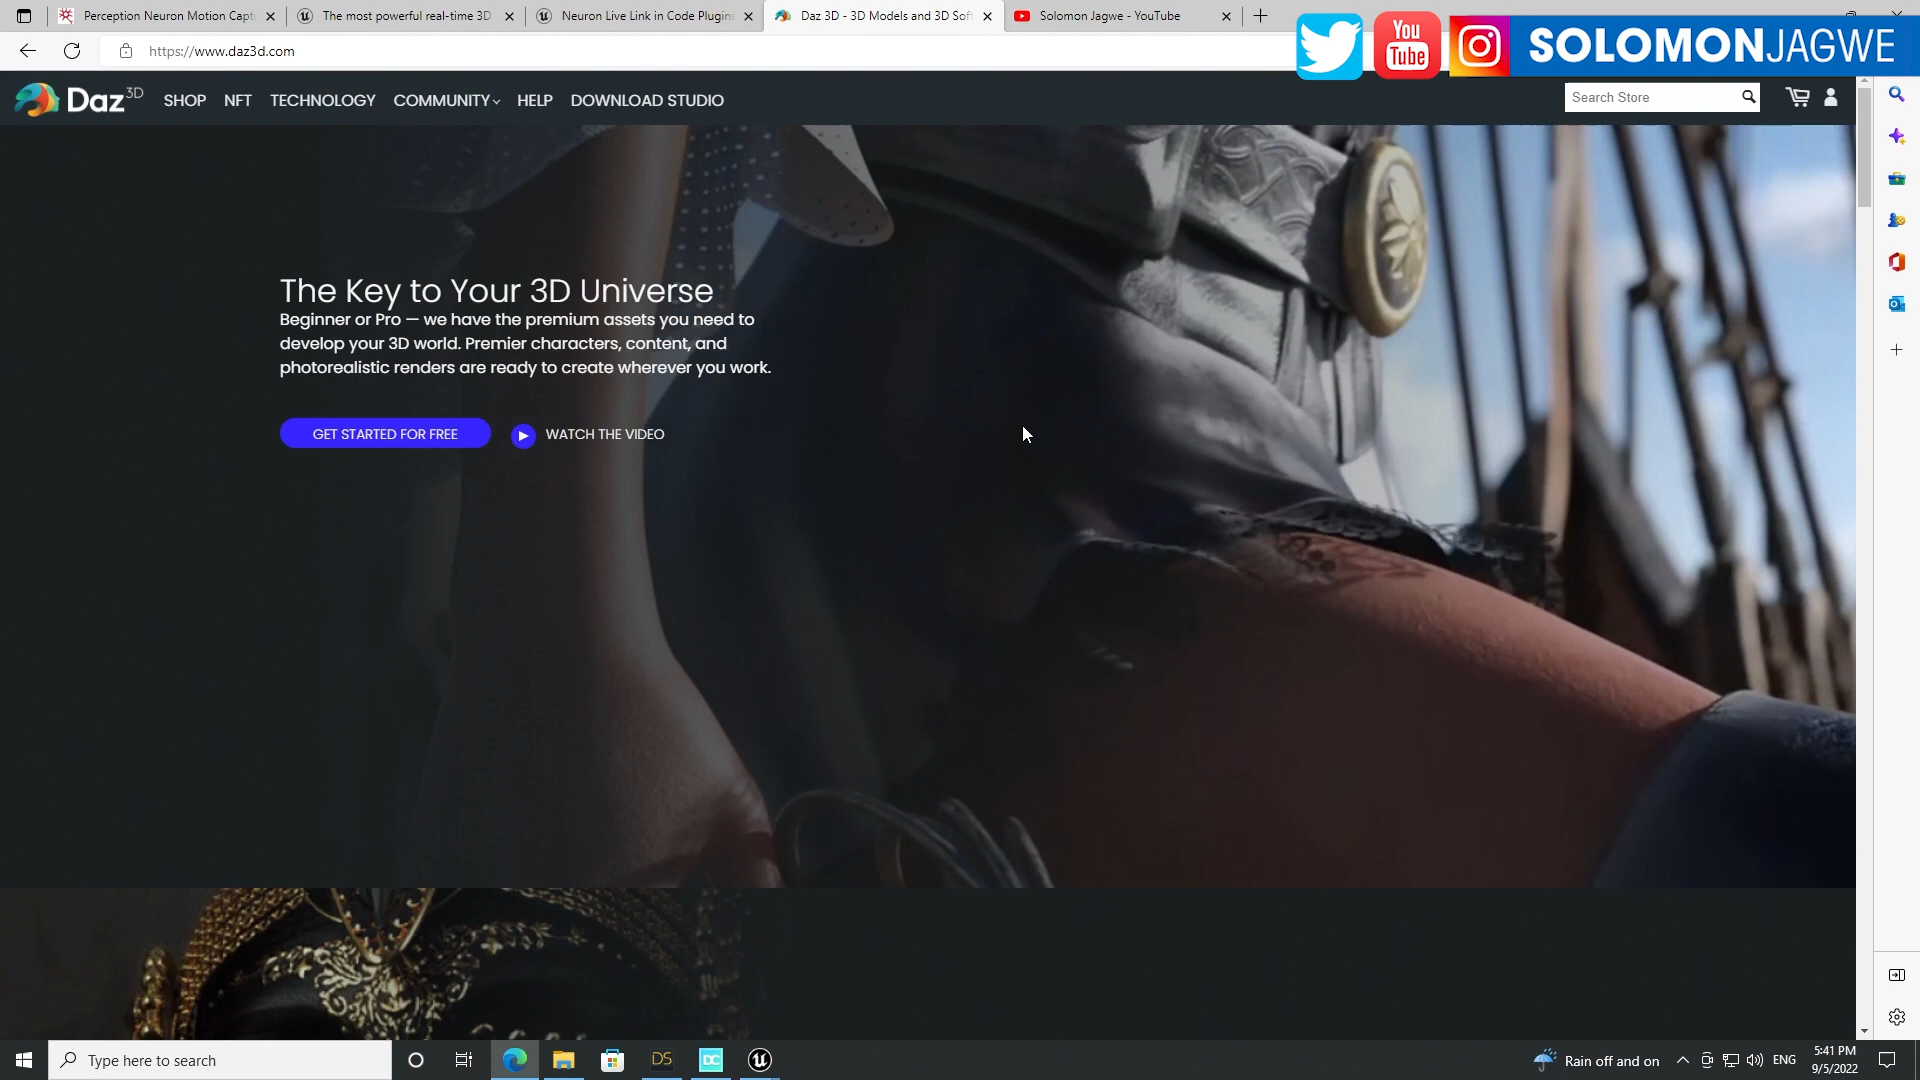 Perception Neuron Motion Capt
The most powerful real-time 3D
Neuron Live Link in Code Plugins
Daz 3D - 3D Models and 3D Soft
Solomon Jagwe - YouTube
https://www.daz3d.com
You
Tube
SOLOMONJAGWE
Daz 3D
SHOP
NFT
TECHNOLOGY
COMMUNITY
HELP
DOWNLOAD STUDIO
Search Store
The Key to Your 3D Universe
Beginner or Pro — we have the premium assets you need to
develop your 3D world. Premier characters, content, and
photorealistic renders are ready to create wherever you work.
GET STARTED FOR FREE
WATCH THE VIDEO
Type here to search
DS
DC
Rain off and on
ENG
5:41 PM
9/5/2022